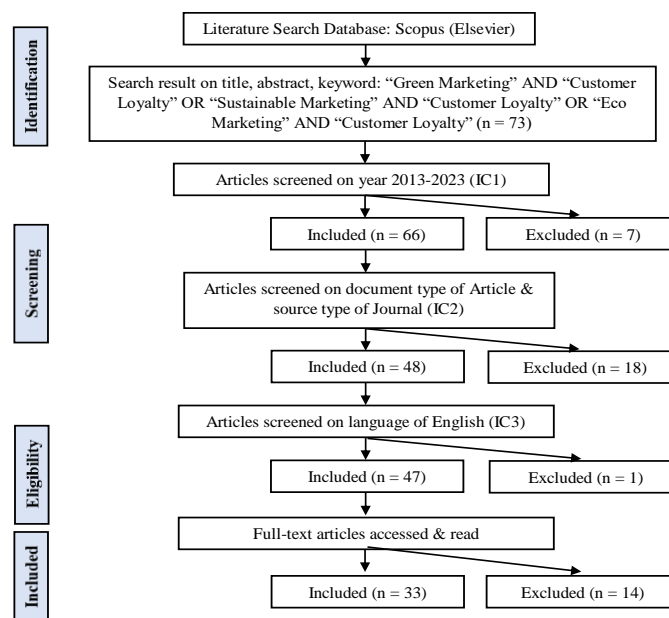 Identification
Literature Search Database: Scopus (Elsevier)
Search result on title, abstract, keyword: “Green Marketing” AND “Customer
Loyalty” OR “Sustainable Marketing” AND “Customer Loyalty” OR “Eco
Marketing” AND “Customer Loyalty” (n = 73)
Articles screened on year 2013-2023 (IC1)
Screening
Included (n = 66)
Excluded (n = 7)
Articles screened on document type of Article &
source type of Journal (IC2)
Included (n = 48)
Excluded (n = 18)
Eligibility
Articles screened on language of English (IC3)
Included (n = 47)
Excluded (n = 1)
Full-text articles accessed & read
Included
Included (n = 33)
Excluded (n = 14)